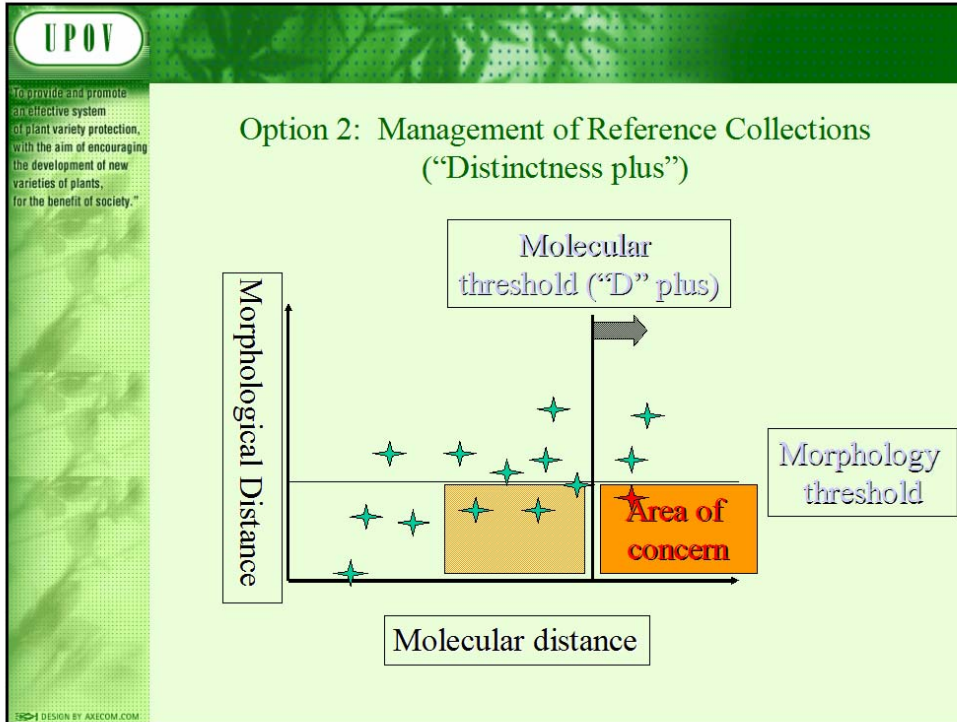 UPOV
"To provide and promote
an effective system
of plant variety protection,
with the aim of encouraging
the development of new
varieties of plants,
for the benefit of society."
Option 2: Management of Reference Collections
("Distinctness plus")
Molecular
threshold ("D" plus)
Morphological Distance
Morphology
threshold
Area of
concern
Molecular distance
DESIGN BY AXECOM.COM